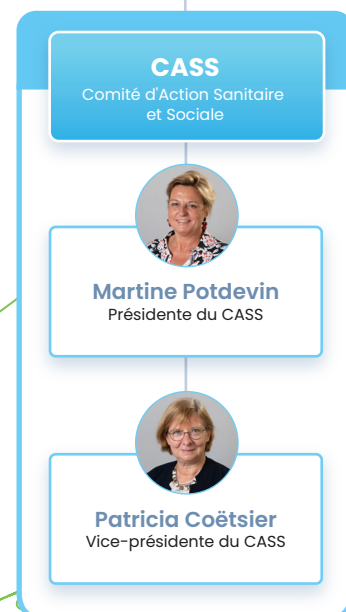 CASS
Comité d'Action Sanitaire
et Sociale
Martine Potdevin
Présidente du CASS
Patricia Coëtsier
Vice-présidente du CASS